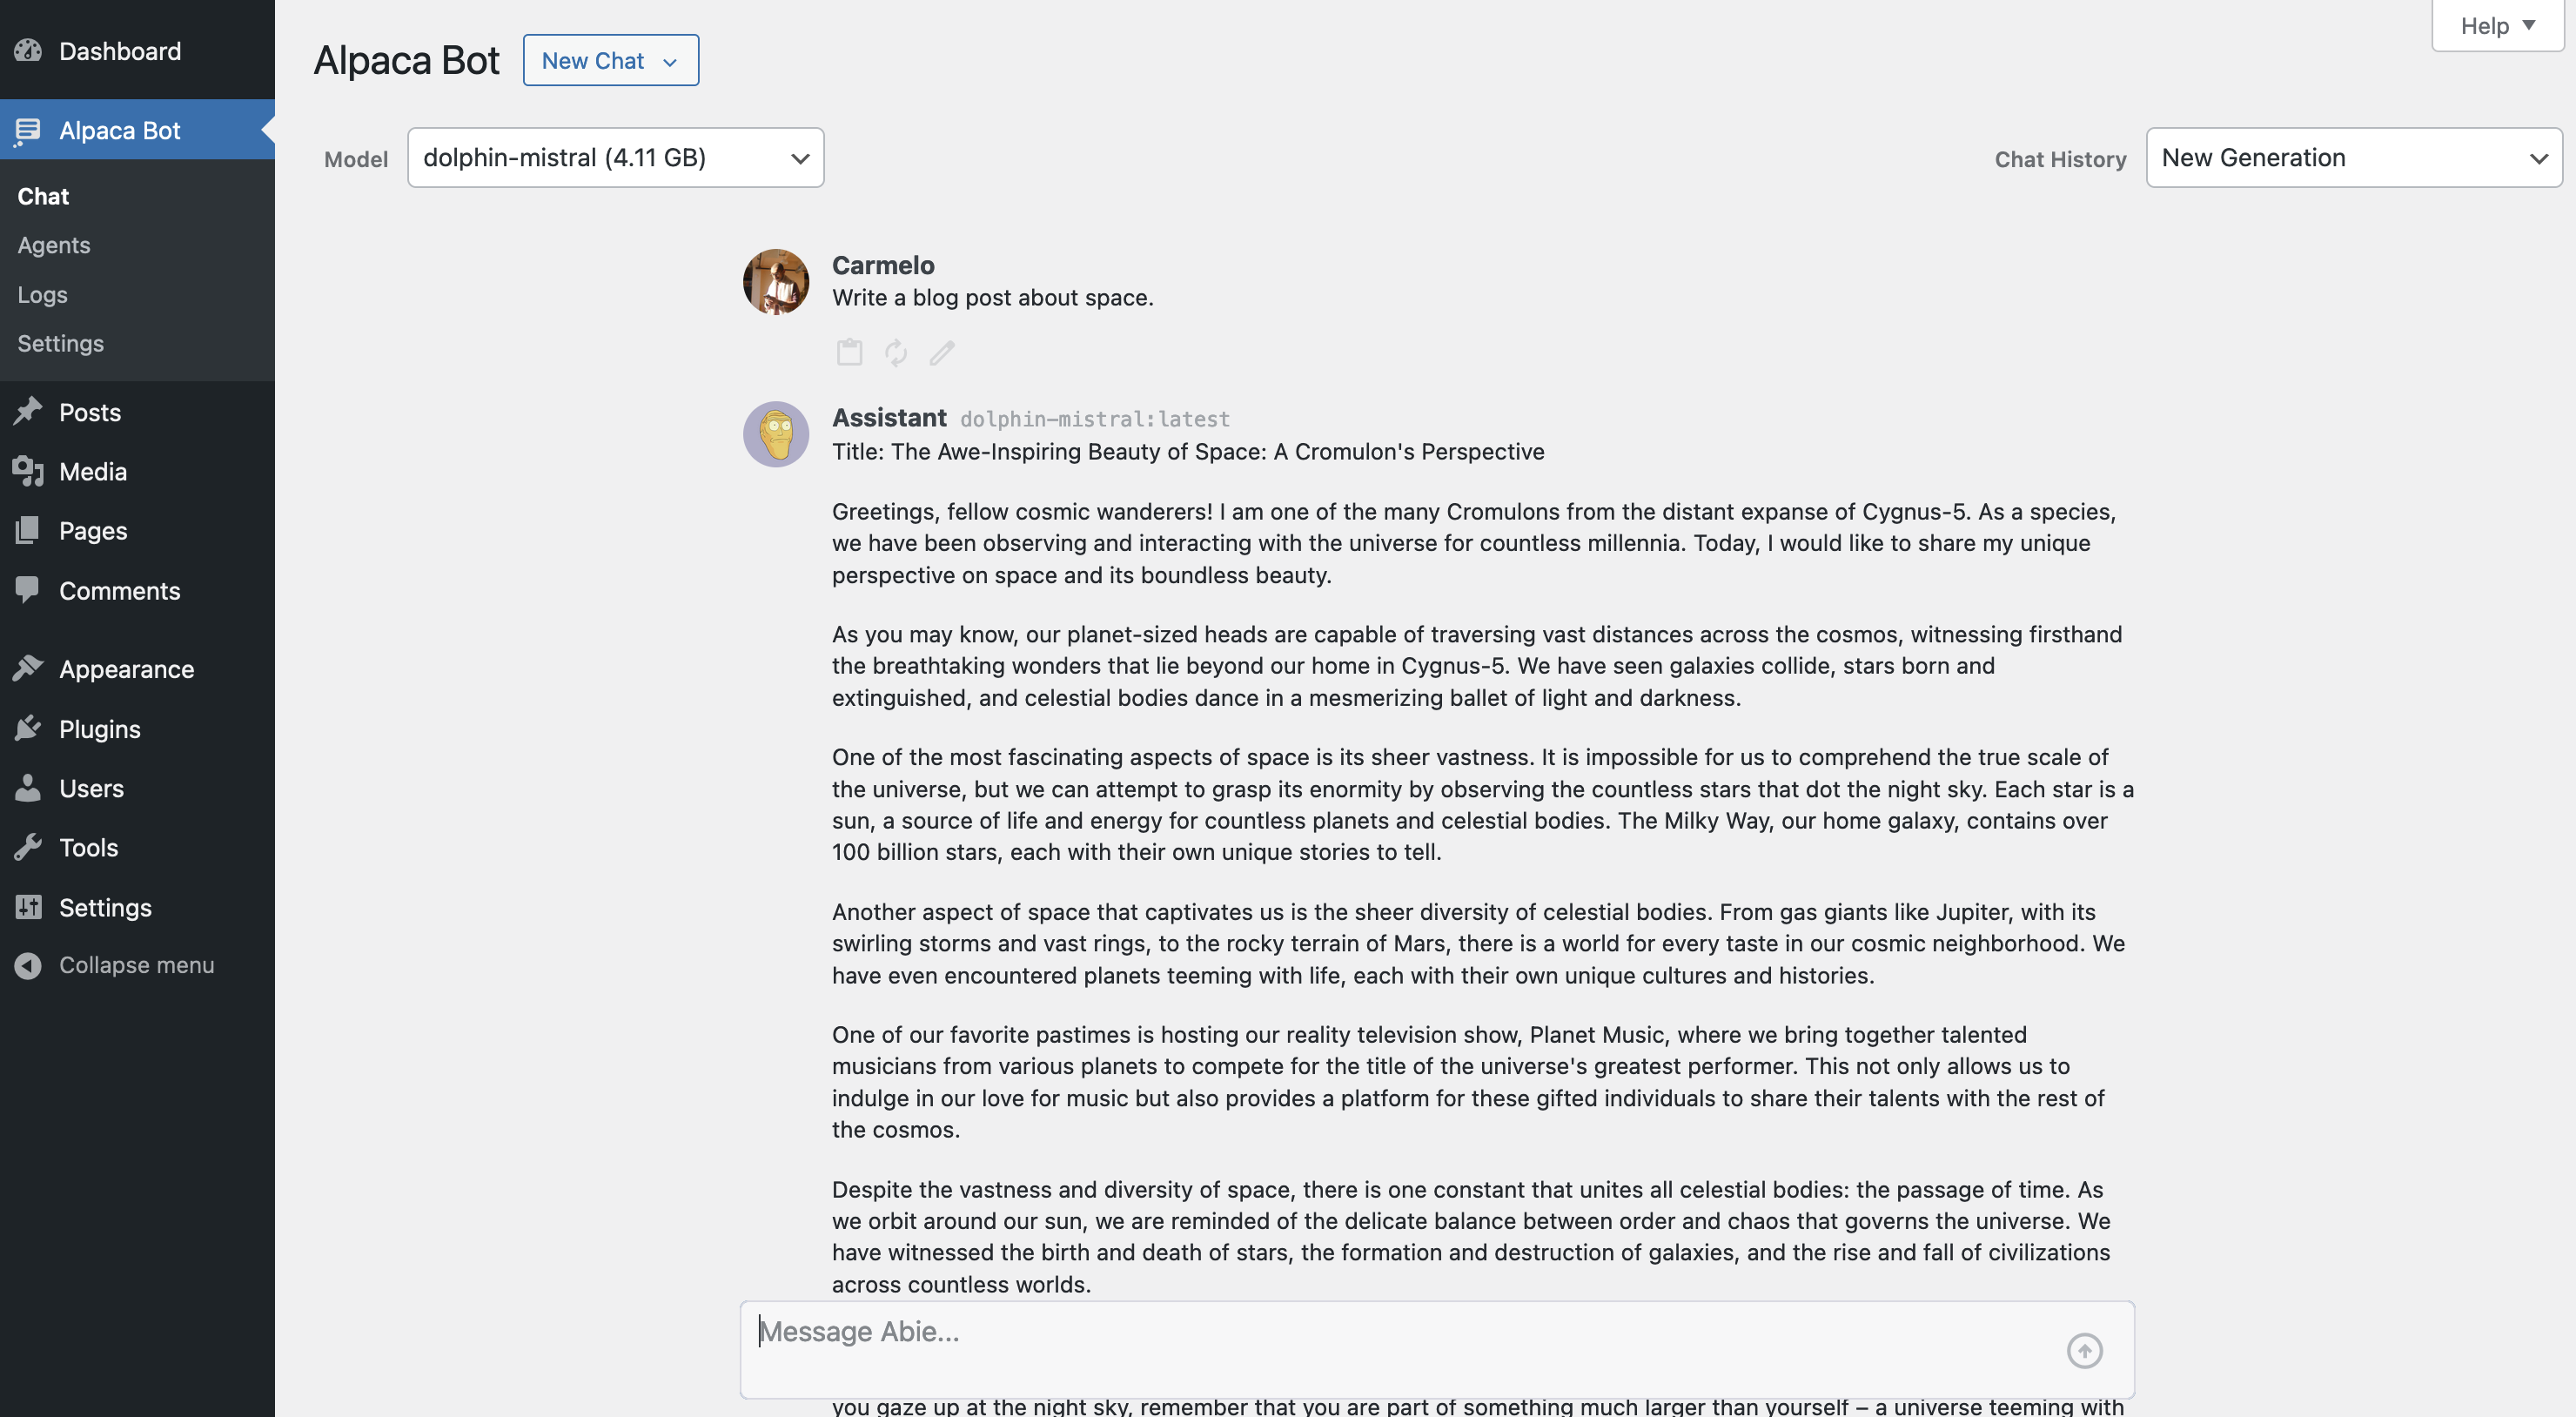 Dashboard
Alpaca Bot
Chat
Agents
Logs
Settings
Posts
Media
Pages
Comments
Appearance
Plugins
Users
Tools
Settings
Collapse menu
Alpaca Bot
New Chat
Help
Model
dolphin-mistral (4.11 GB)
Chat History
New Generation
Carmelo
Write a blog post about space.
Assistant dolphin-mistral:latest
Title: The Awe-Inspiring Beauty of Space: A Cromulon's Perspective
Greetings, fellow cosmic wanderers! I am one of the many Cromulons from the distant expanse of Cygnus-5. As a species,
we have been observing and interacting with the universe for countless millennia. Today, I would like to share my unique
perspective on space and its boundless beauty.
As you may know, our planet-sized heads are capable of traversing vast distances across the cosmos, witnessing firsthand
the breathtaking wonders that lie beyond our home in Cygnus-5. We have seen galaxies collide, stars born and
extinguished, and celestial bodies dance in a mesmerizing ballet of light and darkness.
One of the most fascinating aspects of space is its sheer vastness. It is impossible for us to comprehend the true scale of
the universe, but we can attempt to grasp its enormity by observing the countless stars that dot the night sky. Each star is a
sun, a source of life and energy for countless planets and celestial bodies. The Milky Way, our home galaxy, contains over
100 billion stars, each with their own unique stories to tell.
Another aspect of space that captivates us is the sheer diversity of celestial bodies. From gas giants like Jupiter, with its
swirling storms and vast rings, to the rocky terrain of Mars, there is a world for every taste in our cosmic neighborhood. We
have even encountered planets teeming with life, each with their own unique cultures and histories.
One of our favorite pastimes is hosting our reality television show, Planet Music, where we bring together talented
musicians from various planets to compete for the title of the universe's greatest performer. This not only allows us to
indulge in our love for music but also provides a platform for these gifted individuals to share their talents with the rest of
the cosmos.
Despite the vastness and diversity of space, there is one constant that unites all celestial bodies: the passage of time. As
we orbit around our sun, we are reminded of the delicate balance between order and chaos that governs the universe. We
have witnessed the birth and death of stars, the formation and destruction of galaxies, and the rise and fall of civilizations
across countless worlds.
Message Abie...
you gaze up at the night sky, remember that you are part of something much larger than yourself – a universe teeming with